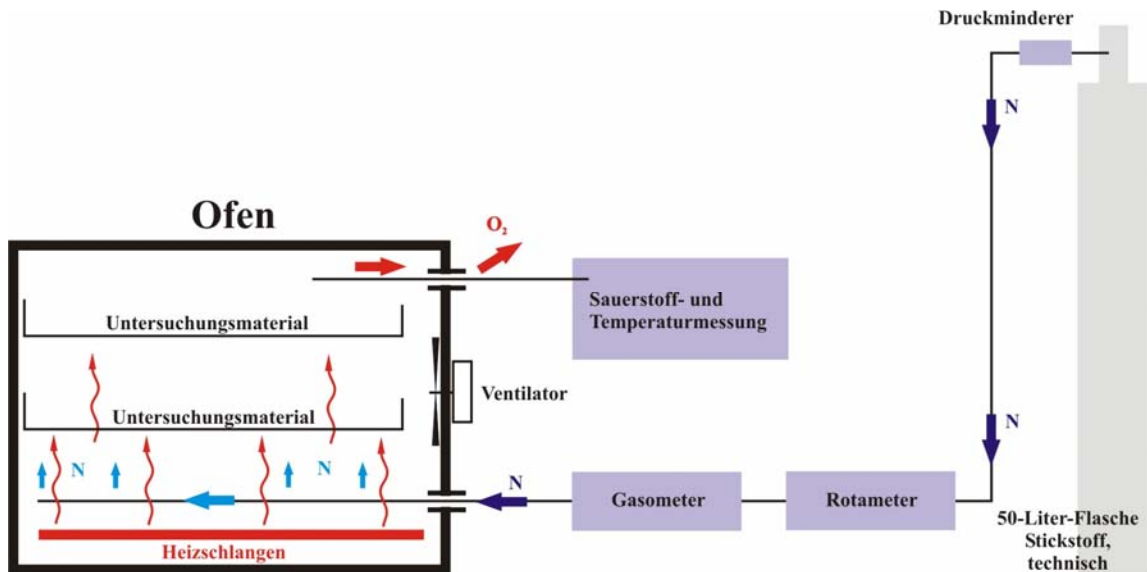 Druckminderer
N
Ofen
O₂
Sauerstoff- und
Temperaturmessung
Untersuchungsmaterial
Ventilator
Untersuchungsmaterial
N
N
N
N
Gasometer
Rotameter
Heizschlangen
50-Liter-Flasche
Stickstoff,
technisch